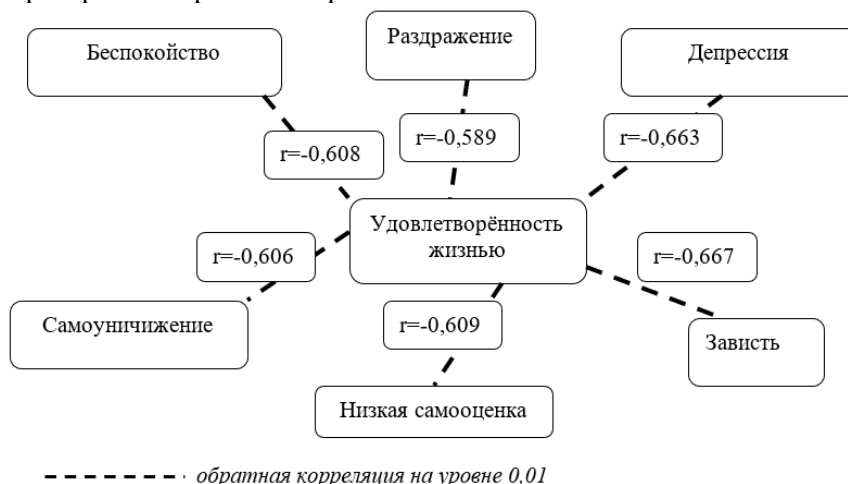 Раздражение
Беспокойство
Депрессия
r=-0,589
r=-0,663
r=-0,608
Удовлетворённость
жизнью
r=-0,606
r=-0,667
Самоуничижение
r=-0,609
Зависть
Низкая самооценка
обратная корреляция на уровне 0,01